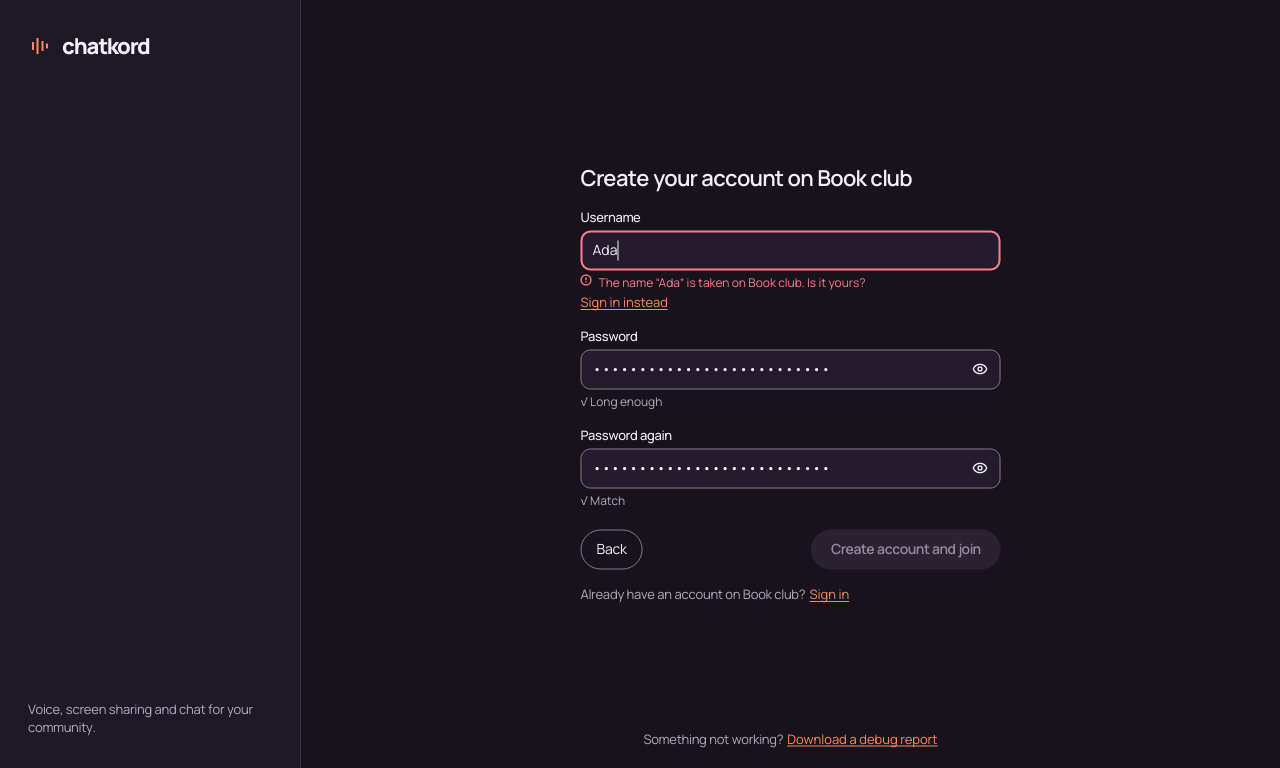 chatkord
Create your account on Book club
Username
Ada
The name “Ada” is taken on Book club. Is it yours?
Sign in instead
Password
••••••••••••••••••••••••••
√ Long enough
Password again
••••••••••••••••••••••••••
√ Match
Back
Create account and join
Already have an account on Book club? Sign in
Voice, screen sharing and chat for your
community.
Something not working? Download a debug report